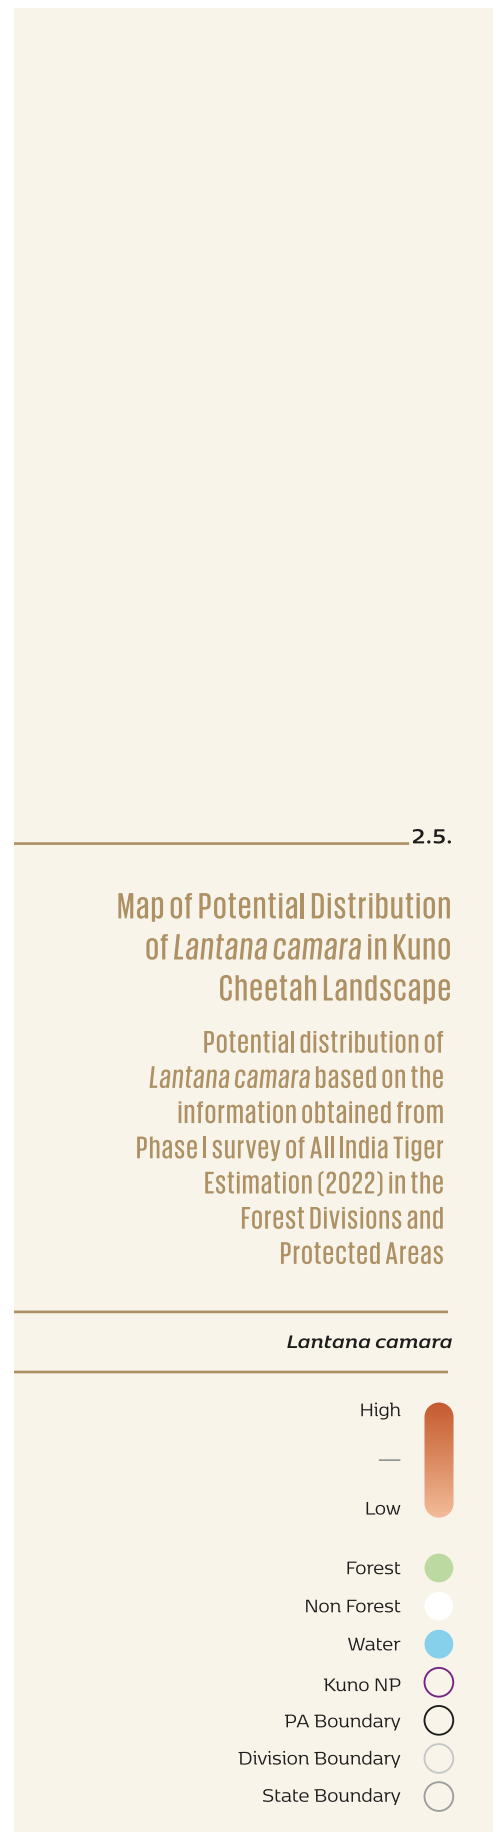 2.5.
Map of Potential Distribution
of Lantana camara in Kuno
Cheetah Landscape
Potential distribution of
Lantana camara based on the
information obtained from
Phase I survey of All India Tiger
Estimation (2022) in the
Forest Divisions and
Protected Areas
Lantana camara
High
—
Low
Forest
Non Forest
Water
Kuno NP
PA Boundary
Division Boundary
State Boundary